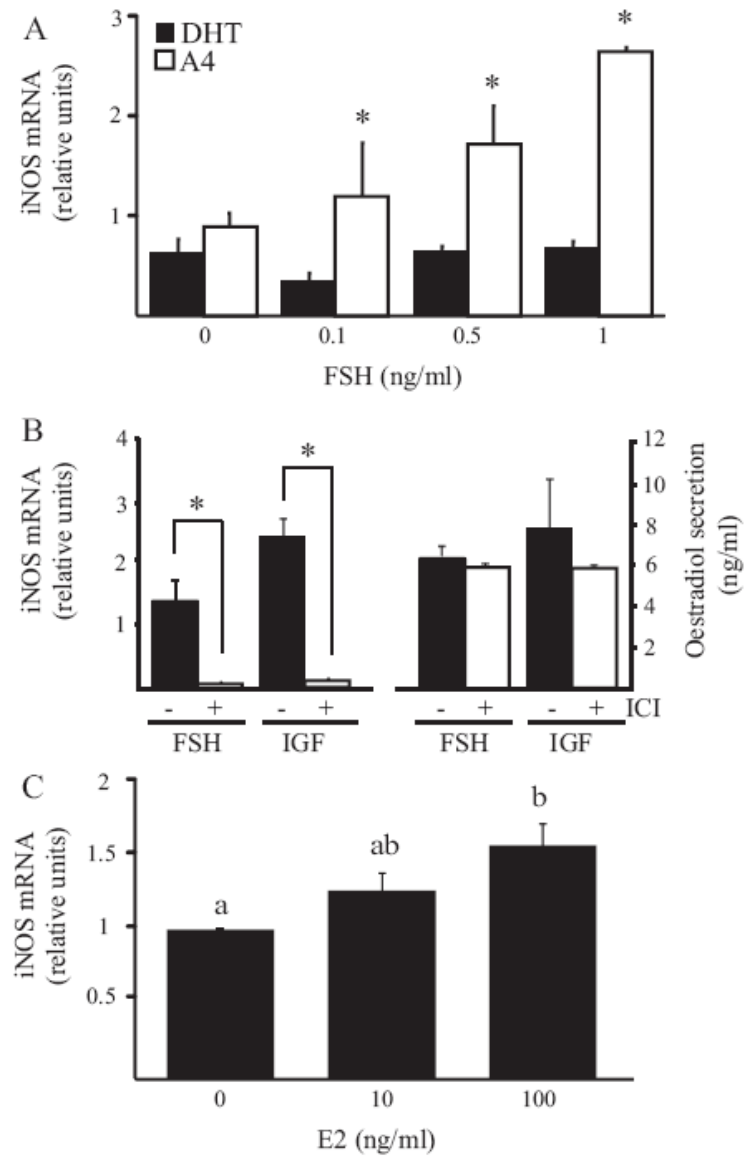 A
iNOS mRNA
(relative units)
3
2
1
DHT
A4
*
*
*
0 0.1 0.5 1
FSH (ng/ml)
B
iNOS mRNA
(relative units)
4
3
2
1
*
*
- + - +
FSH IGF
12
10
8
6
4
2
Oestradiol secretion
(ng/ml)
- + - + ICI
FSH IGF
C
iNOS mRNA
(relative units)
2
1.5
1
0.5
a
ab
b
0 10 100
E2 (ng/ml)